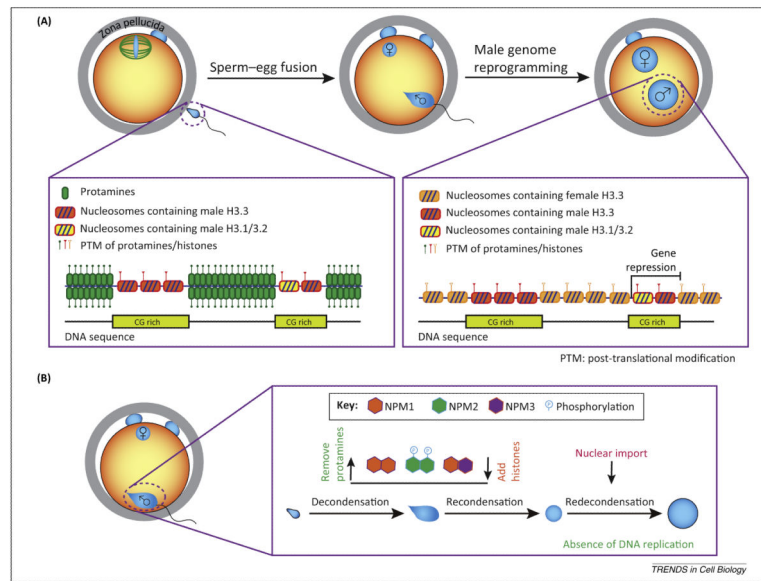 (A)
Zona pellucida
Sperm–egg fusion
Male genome
reprogramming
♀
♂
♀
♂
Protamines
Nucleosomes containing male H3.3
Nucleosomes containing male H3.1/3.2
PTM of protamines/histones
CG rich
CG rich
DNA sequence
Nucleosomes containing female H3.3
Nucleosomes containing male H3.3
Nucleosomes containing male H3.1/3.2
PTM of protamines/histones
Gene
repression
CG rich
CG rich
DNA sequence
PTM: post-translational modification
(B)
♀
♂
Key: NPM1 NPM2 NPM3 P Phosphorylation
Remove
protamines
P P
Add
histones
Nuclear import
Decondensation Recondensation Redecondensation
Absence of DNA replication
TRENDS in Cell Biology